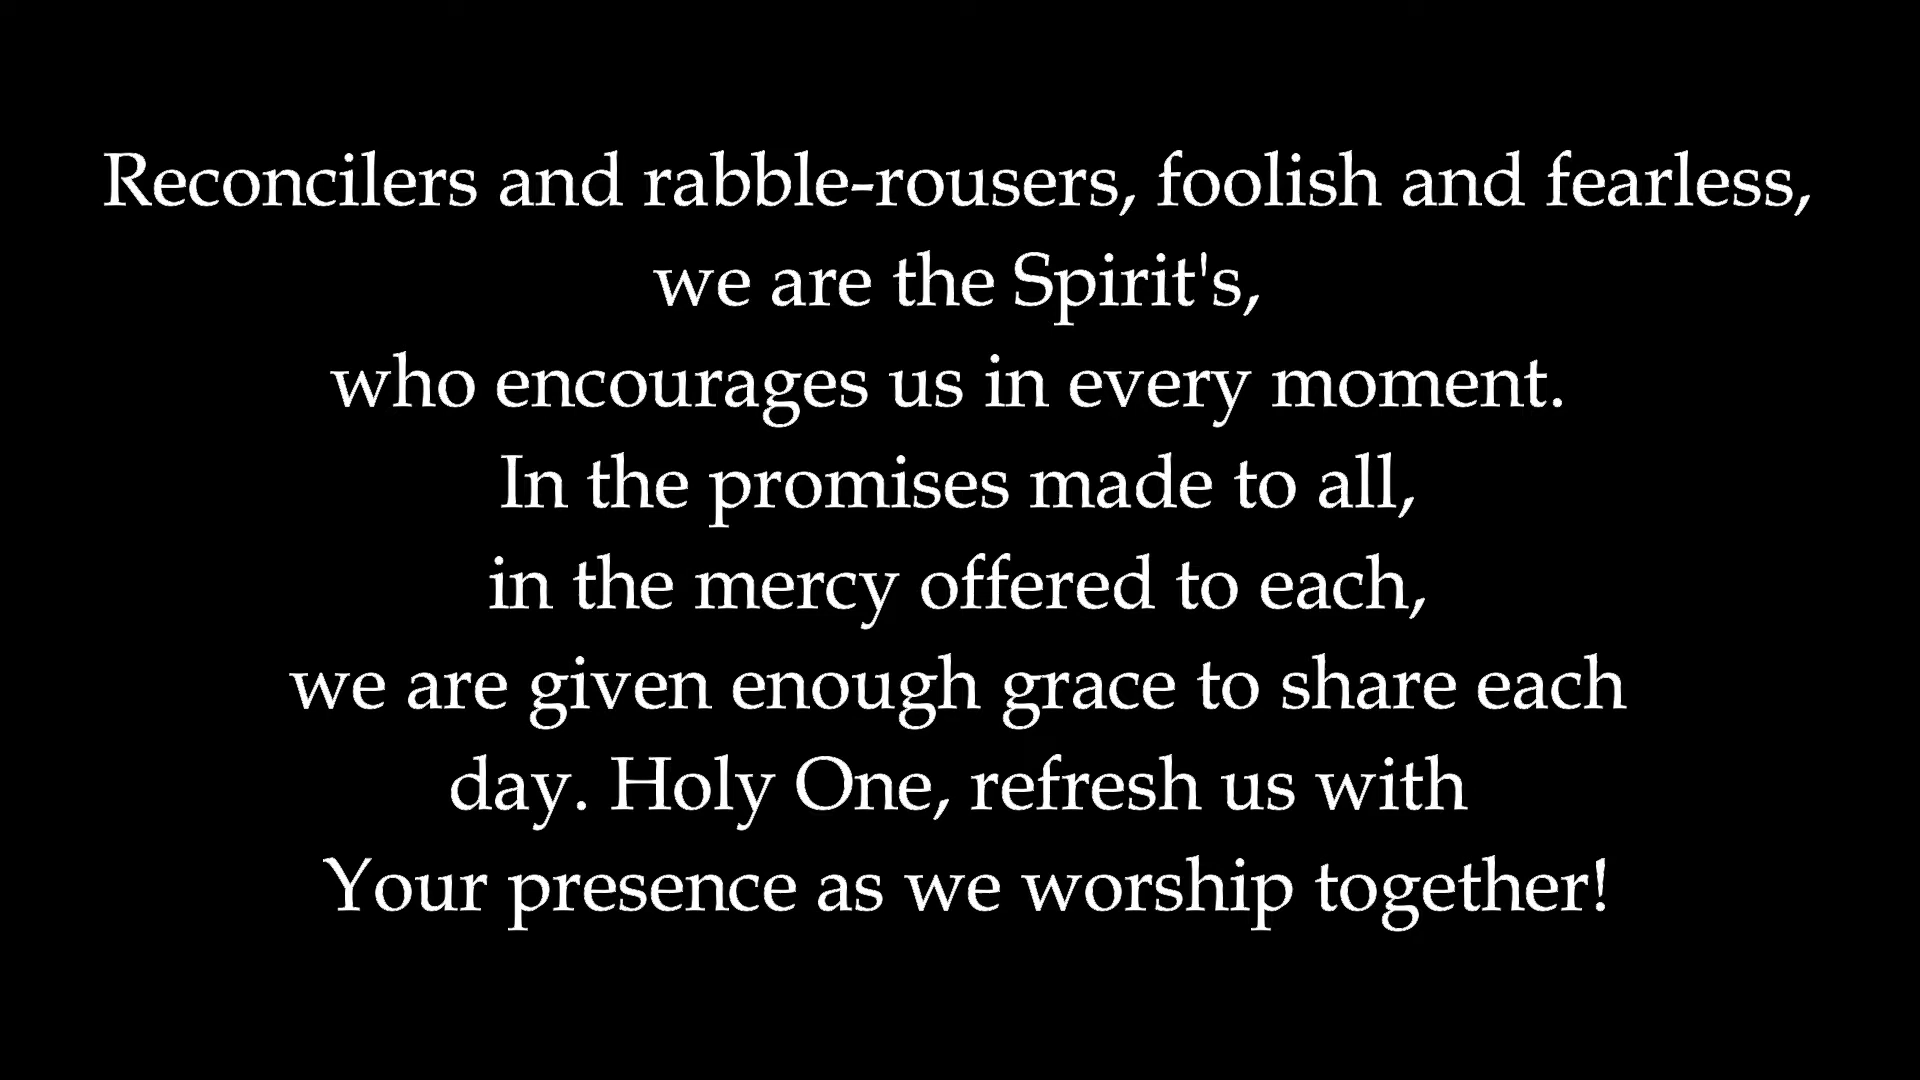 Reconcilers and rabble-rousers, foolish and fearless,
we are the Spirit's,
who encourages us in every moment.
In the promises made to all,
in the mercy offered to each,
we are given enough grace to share each
day. Holy One, refresh us with
Your presence as we worship together!